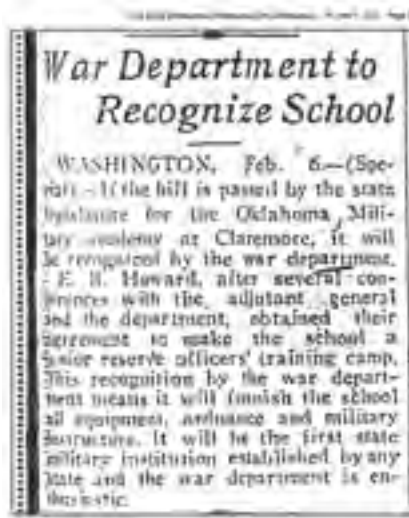 War Department to
Recognize School
WASHINGTON, Feb. 6.—(Spe-
cial).—If the bill is passed by the state
legislature for the Oklahoma Mili-
tary academy at Claremore, it will
be recognized by the war department.
E. B. Howard, after several con-
ferences with the adjutant general
and the department, obtained their
agreement to make the school a
junior reserve officers' training camp.
This recognition by the war depart-
ment means it will furnish the school
all equipment, ordnance and military
instructors. It will be the first state
military institution established by any
state and the war department is en-
thusiastic.